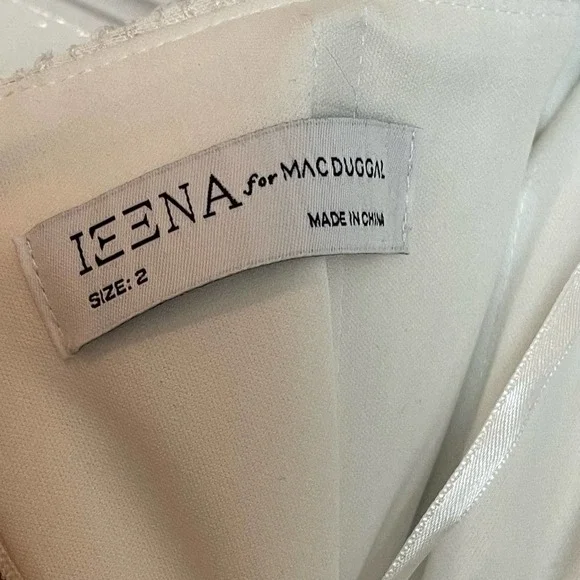 IEENA for MAC DUGGAL
MADE IN CHINA
SIZE: 2